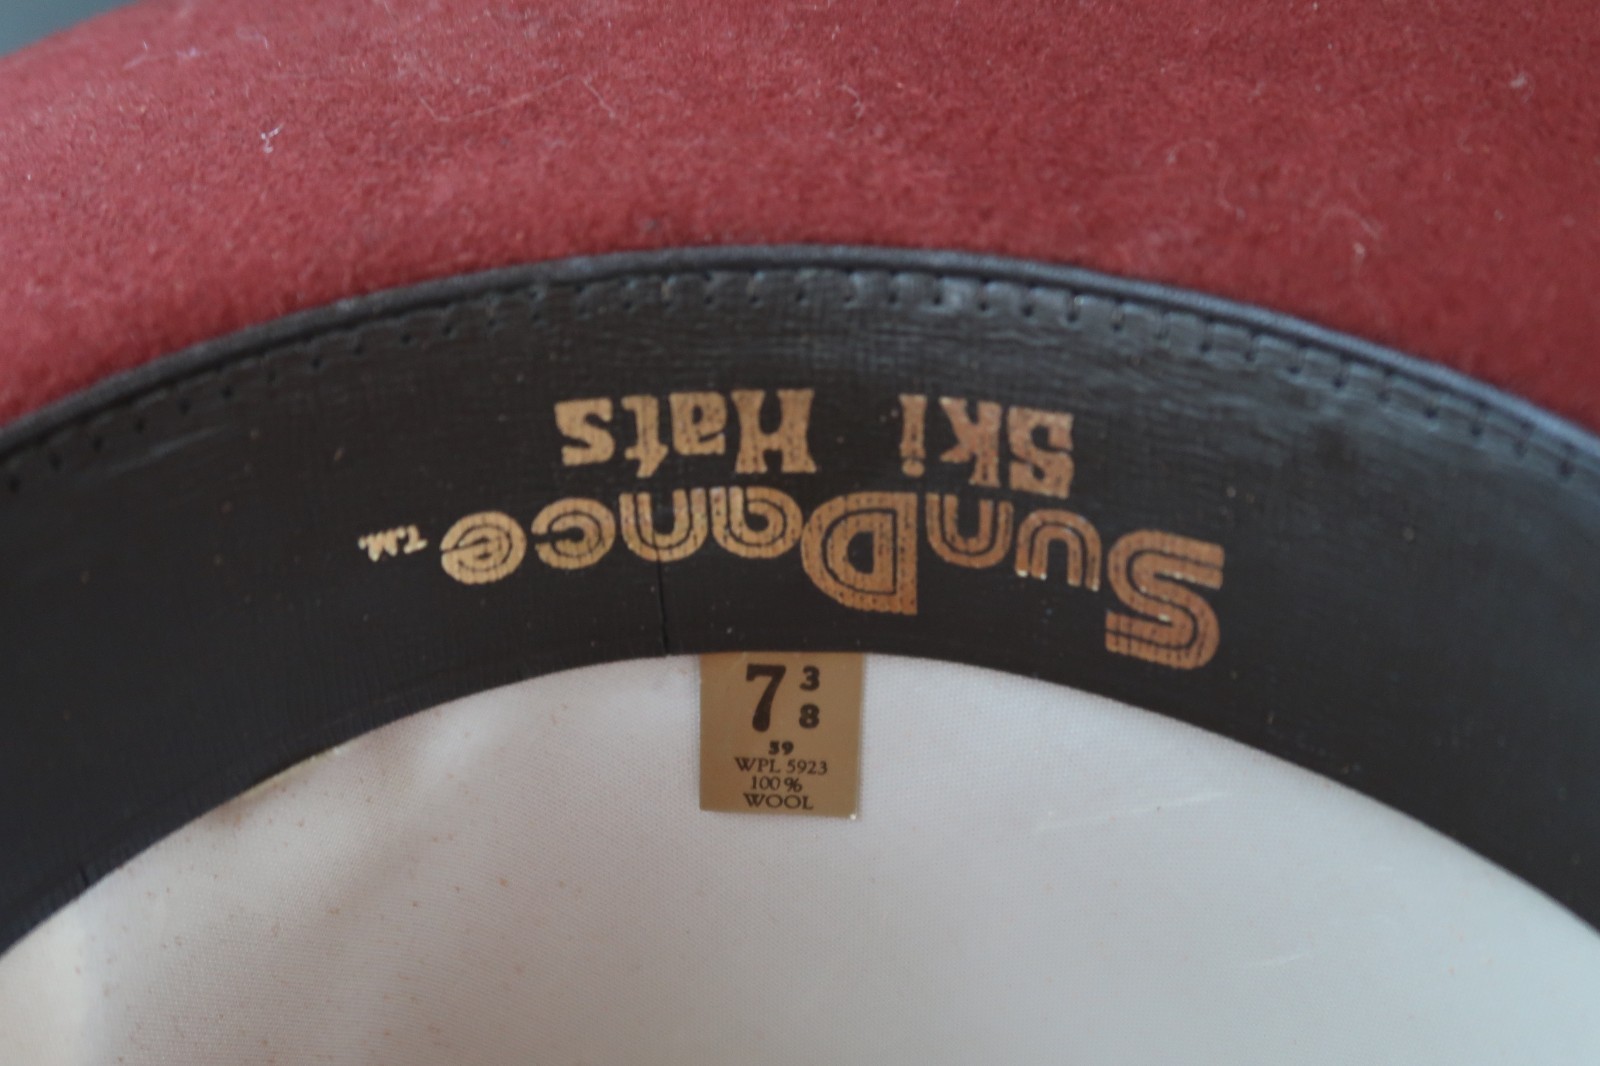 SunDance T.M.
Ski Hats
7 3/8
59
WPL 5923
100%
WOOL